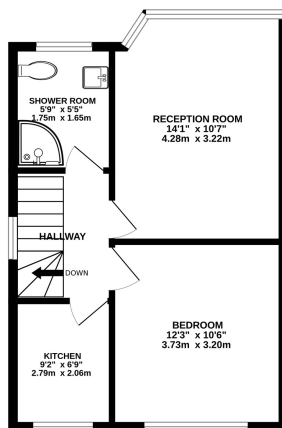 SHOWER ROOM
5'9" x 5'5"
1.75m x 1.65m
RECEPTION ROOM
14'1" x 10'7"
4.28m x 3.22m
HALLWAY
DOWN
BEDROOM
12'3" x 10'6"
3.73m x 3.20m
KITCHEN
9'2" x 6'9"
2.79m x 2.06m